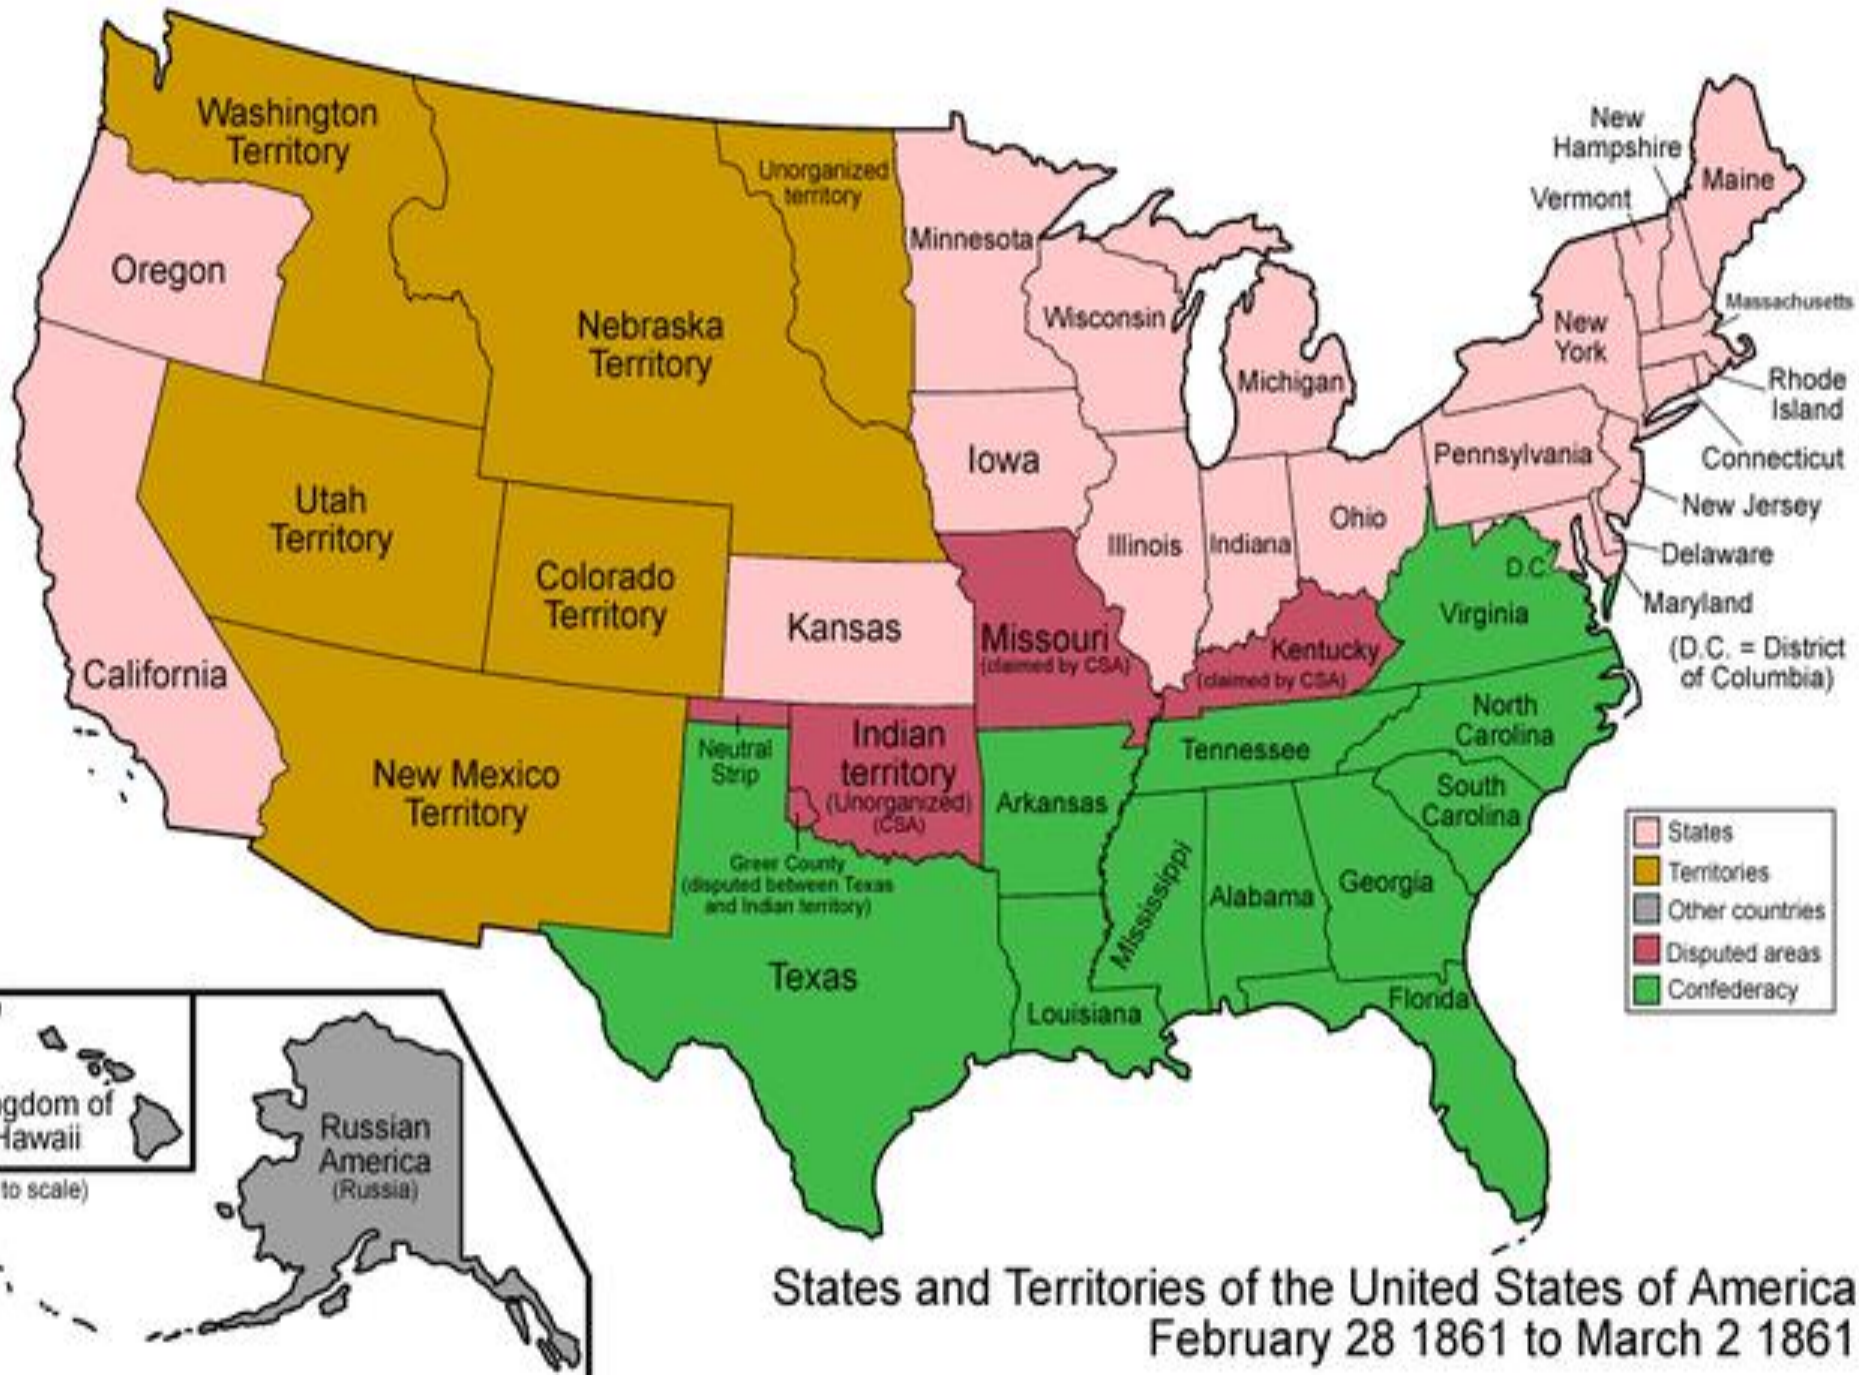 Washington
Territory
Oregon
California
Utah
Territory
Nebraska
Territory
Unorganized
territory
Colorado
Territory
New Mexico
Territory
Kansas
Minnesota
Iowa
Wisconsin
Michigan
Illinois
Indiana
Ohio
Missouri
(claimed by CSA)
Kentucky
(claimed by CSA)
Neutral
Strip
Indian
territory
(Unorganized)
(CSA)
Greer County
(disputed between Texas
and Indian territory)
Texas
Arkansas
Louisiana
Tennessee
Mississippi
Alabama
Georgia
Florida
South
Carolina
North
Carolina
Virginia
D.C.
Pennsylvania
New
York
Vermont
New
Hampshire
Maine
Massachusetts
Rhode
Island
Connecticut
New Jersey
Delaware
Maryland
(D.C. = District
of Columbia)
States
Territories
Other countries
Disputed areas
Confederacy
of
to scale)
Russian
America
(Russia)
States and Territories of the United States of America
February 28 1861 to March 2 1861